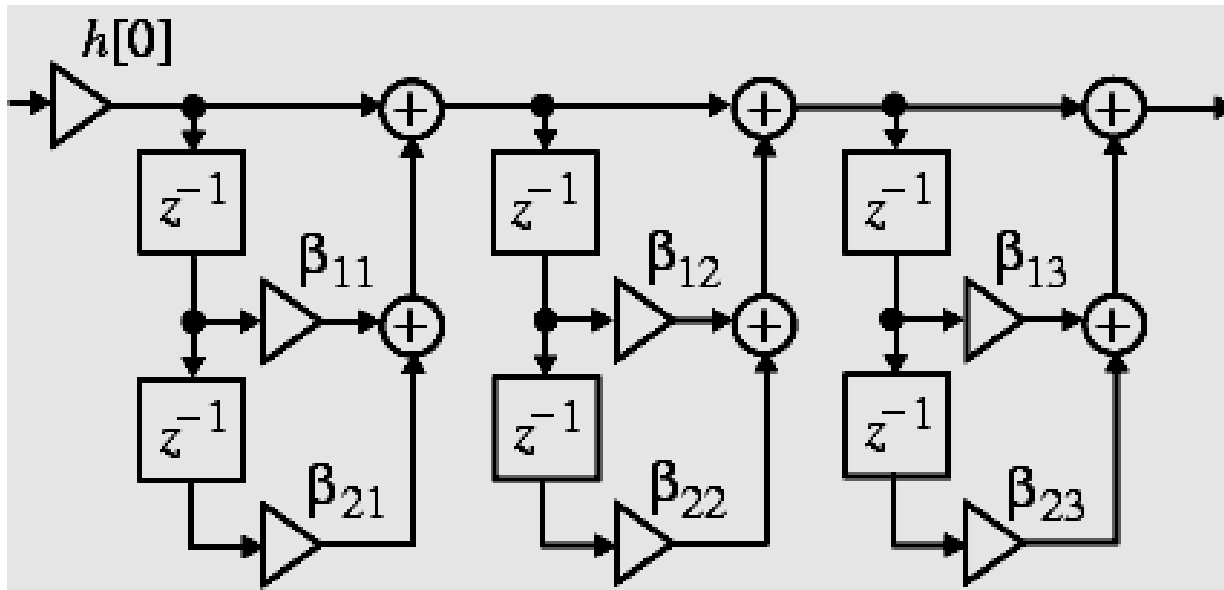 h[0]
+ + +
z⁻¹ z⁻¹ z⁻¹
β₁₁ β₁₂ β₁₃
+ + +
z⁻¹ z⁻¹ z⁻¹
β₂₁ β₂₂ β₂₃